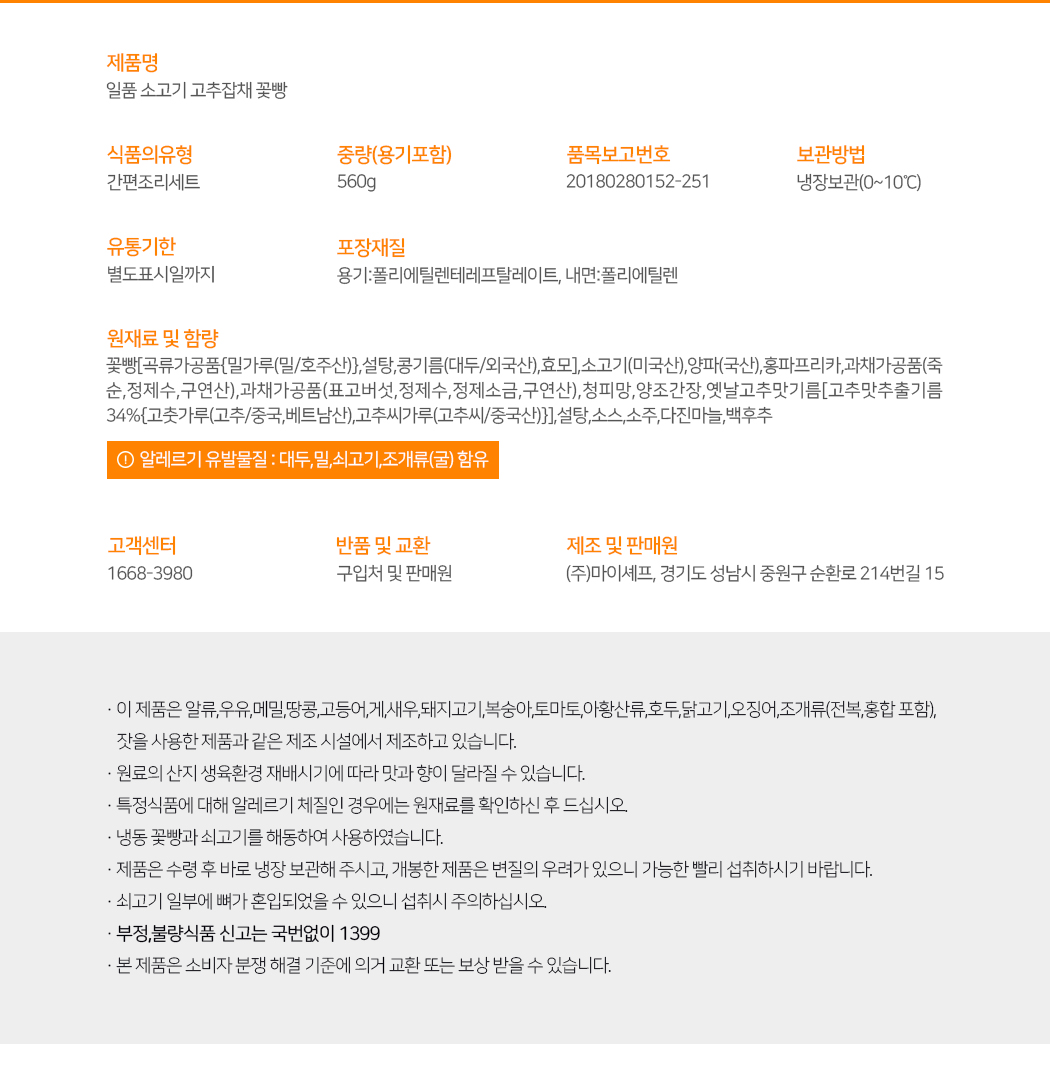 제품명
일품 소고기 고추잡채 꽃빵
식품의유형
간편조리세트
중량(용기포함)
560g
품목보고번호
20180280152-251
보관방법
냉장보관(0~10℃)
유통기한
별도표시일까지
포장재질
용기:폴리에틸렌테레프탈레이트, 내면:폴리에틸렌
원재료 및 함량
꽃빵[곡류가공품{밀가루(밀/호주산)},설탕,콩기름(대두/외국산),효모],소고기(미국산),양파(국산),홍파프리카,과채가공품(죽
순,정제수,구연산),과채가공품(표고버섯,정제수,정제소금,구연산),청피망,양조간장,옛날고추맛기름[고추맛추출기름
34%{고춧가루(고추/중국,베트남산),고추씨가루(고추씨/중국산)}],설탕,소스,소주,다진마늘,백후추
알레르기 유발물질 : 대두,밀,쇠고기,조개류(굴) 함유
고객센터
1668-3980
반품 및 교환
구입처 및 판매원
제조 및 판매원
(주)마이셰프, 경기도 성남시 중원구 순환로 214번길 15
· 이 제품은 알류,우유,메밀,땅콩,고등어,게,새우,돼지고기,복숭아,토마토,아황산류,호두,닭고기,오징어,조개류(전복,홍합 포함),
잣을 사용한 제품과 같은 제조 시설에서 제조하고 있습니다.
· 원료의 산지 생육환경 재배시기에 따라 맛과 향이 달라질 수 있습니다.
· 특정식품에 대해 알레르기 체질인 경우에는 원재료를 확인하신 후 드십시오.
· 냉동 꽃빵과 쇠고기를 해동하여 사용하였습니다.
· 제품은 수령 후 바로 냉장 보관해 주시고, 개봉한 제품은 변질의 우려가 있으니 가능한 빨리 섭취하시기 바랍니다.
· 쇠고기 일부에 뼈가 혼입되었을 수 있으니 섭취시 주의하십시오.
· 부정,불량식품 신고는 국번없이 1399
· 본 제품은 소비자 분쟁 해결 기준에 의거 교환 또는 보상 받을 수 있습니다.